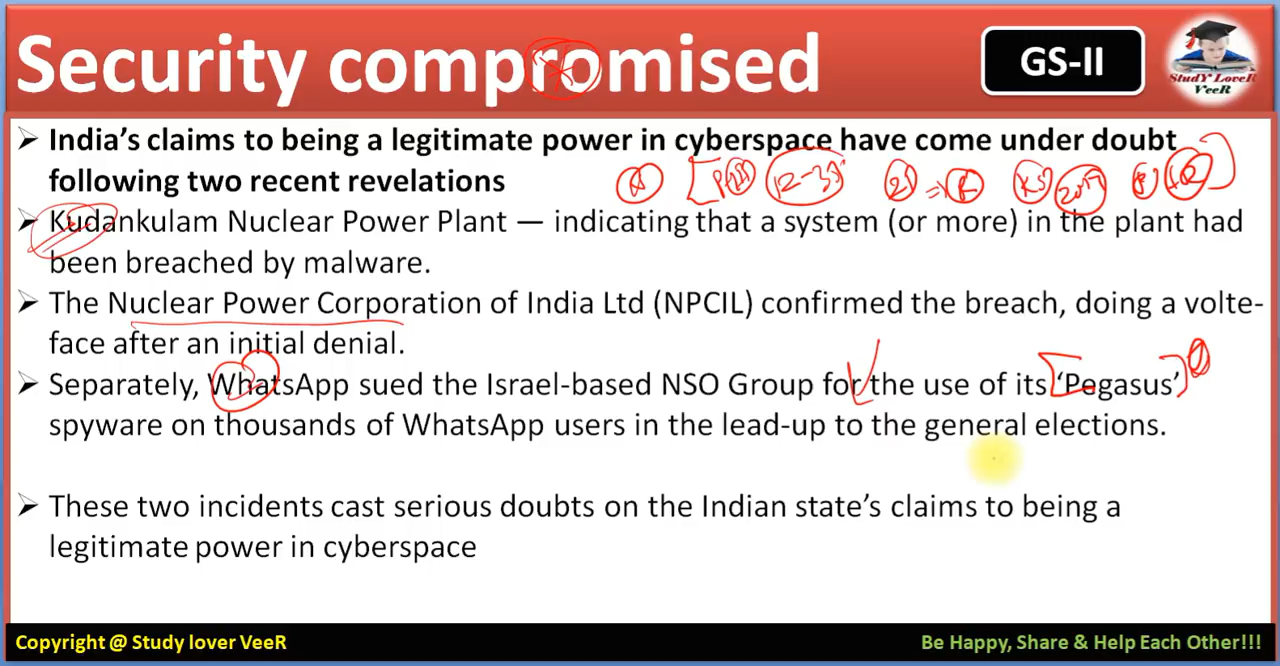 Security compromised
GS-II
StudY LoveR
VeeR
➢ India's claims to being a legitimate power in cyberspace have come under doubt
following two recent revelations
➢ Kudankulam Nuclear Power Plant — indicating that a system (or more) in the plant had
been breached by malware.
➢ The Nuclear Power Corporation of India Ltd (NPCIL) confirmed the breach, doing a volte-
face after an initial denial.
➢ Separately, WhatsApp sued the Israel-based NSO Group for the use of its 'Pegasus'
spyware on thousands of WhatsApp users in the lead-up to the general elections.
➢ These two incidents cast serious doubts on the Indian state's claims to being a
legitimate power in cyberspace
Copyright @ Study lover VeeR
Be Happy, Share & Help Each Other!!!